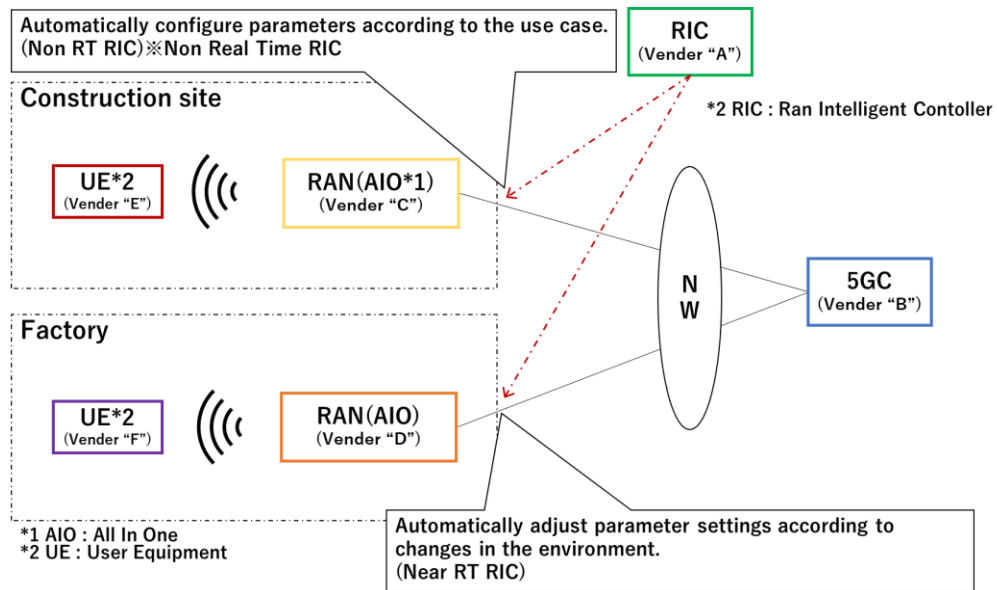 Automatically configure parameters according to the use case.
(Non RT RIC)※Non Real Time RIC
RIC
(Vender “A”)
*2 RIC : Ran Intelligent Contoller
Construction site
UE*2
(Vender “E”)
RAN(AIO*1)
(Vender “C”)
N
W
5GC
(Vender “B”)
Factory
UE*2
(Vender “F”)
RAN(AIO)
(Vender “D”)
*1 AIO : All In One
*2 UE : User Equipment
Automatically adjust parameter settings according to
changes in the environment.
(Near RT RIC)